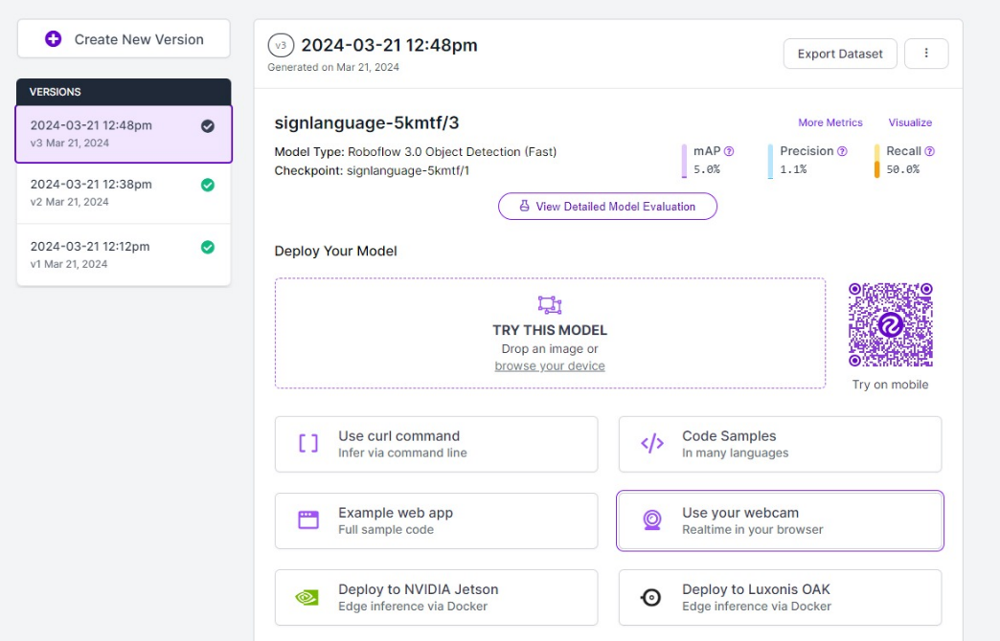 Create New Version
VERSIONS
2024-03-21 12:48pm
v3 Mar 21, 2024
2024-03-21 12:38pm
v2 Mar 21, 2024
2024-03-21 12:12pm
v1 Mar 21, 2024
v3
2024-03-21 12:48pm
Generated on Mar 21, 2024
Export Dataset
signlanguage-5kmtf/3
More Metrics
Visualize
Model Type: Roboflow 3.0 Object Detection (Fast)
Checkpoint: signlanguage-5kmtf/1
mAP ?
5.0%
Precision ?
1.1%
Recall ?
50.0%
View Detailed Model Evaluation
Deploy Your Model
TRY THIS MODEL
Drop an image or
browse your device
Try on mobile
Use curl command
Infer via command line
Code Samples
In many languages
Example web app
Full sample code
Use your webcam
Realtime in your browser
Deploy to NVIDIA Jetson
Edge inference via Docker
Deploy to Luxonis OAK
Edge inference via Docker